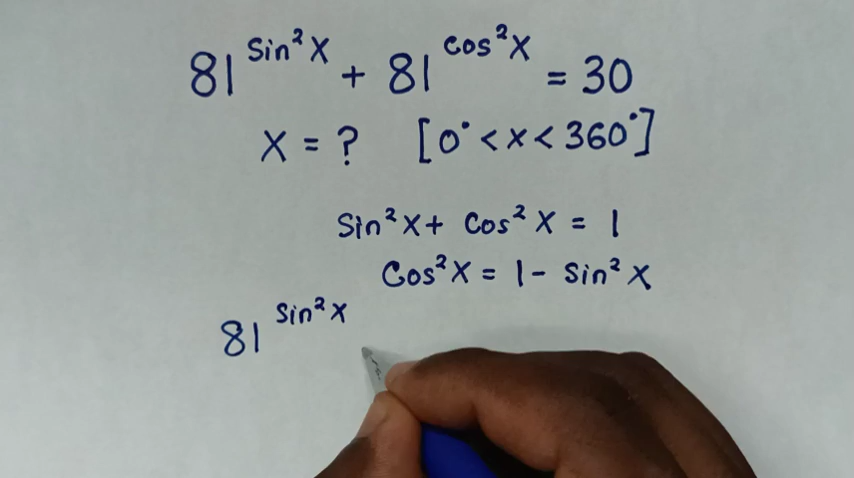 81^Sin²X + 81^Cos²X = 30
X = ? [0° < X < 360°]
Sin²X + Cos²X = 1
Cos²X = 1 - Sin²X
81^Sin²X